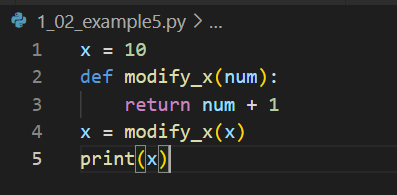 1_02_example5.py > ...
1 x = 10
2 def modify_x(num):
3     return num + 1
4 x = modify_x(x)
5 print(x)